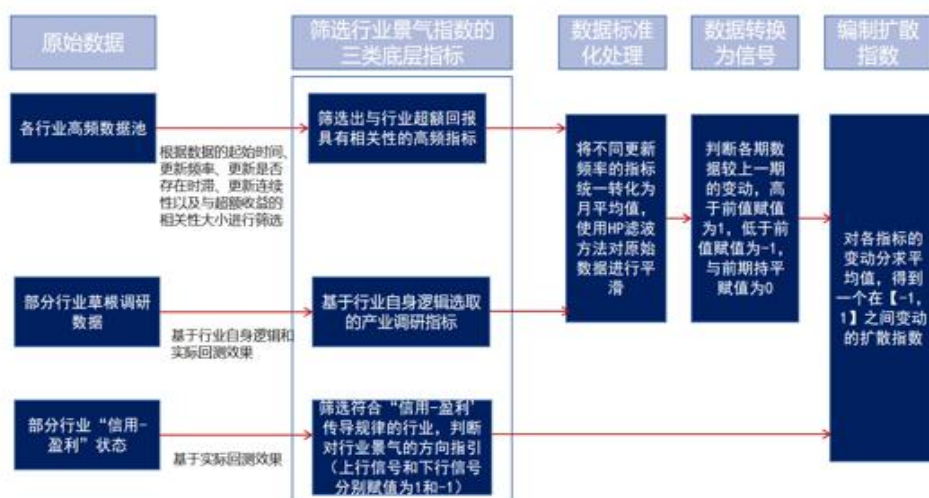 原始数据
筛选行业景气指数的
三类底层指标
数据标准
化处理
数据转换
为信号
编制扩散
指数
各行业高频数据池
根据数据的起始时间、
更新频率、更新是否
存在时滞、更新连续
性以及与超额收益的
相关性大小进行筛选
筛选出与行业超额回报
具有相关性的高频指标
部分行业草根调研
数据
基于行业自身逻辑和
实际回测效果
基于行业自身逻辑选取
的产业调研指标
部分行业“信用-
盈利”状态
基于实际回测效果
筛选符合“信用-盈利’
传导规律的行业，判断
对行业景气的方向指引
（上行信号和下行信号
分别赋值为1和-1）
将不同更新
频率的指标
统一转化为
月平均值，
使用HP滤波
方法对原始
数据进行平
滑
判断各期数
据较上一期
的变动，高
于前值赋值
为1，低于前
值赋值为-1，
与前期持平
赋值为0
对各指标的
变动分求平
均值，得到
一个在【-1，
1】之间变动
的扩散指数